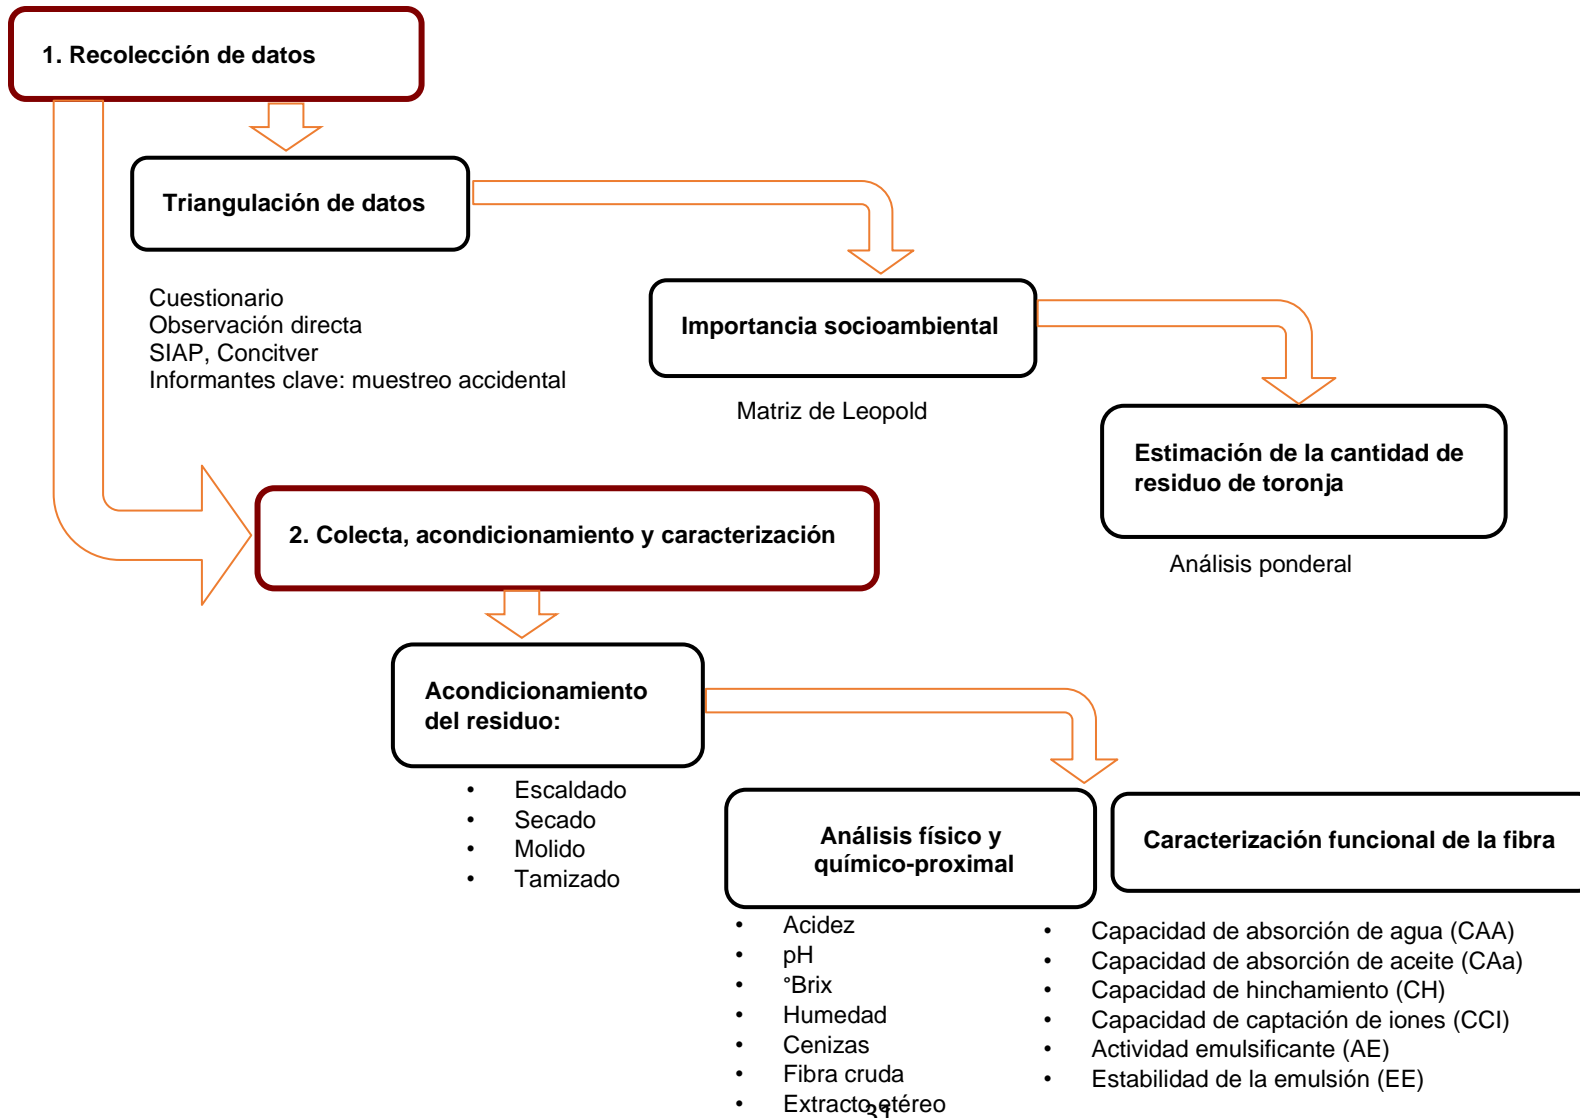 1. Recolección de datos
Triangulación de datos
Cuestionario
Observación directa
SIAP, Concitver
Informantes clave: muestreo accidental
Importancia socioambiental
Matriz de Leopold
Estimación de la cantidad de
residuo de toronja
Análisis ponderal
2. Colecta, acondicionamiento y caracterización
Acondicionamiento
del residuo:
• Escaldado
• Secado
• Molido
• Tamizado
Análisis físico y
químico-proximal
• Acidez
• pH
• °Brix
• Humedad
• Cenizas
• Fibra cruda
• Extracto etéreo
Caracterización funcional de la fibra
• Capacidad de absorción de agua (CAA)
• Capacidad de absorción de aceite (CAa)
• Capacidad de hinchamiento (CH)
• Capacidad de captación de iones (CCI)
• Actividad emulsificante (AE)
• Estabilidad de la emulsión (EE)
31